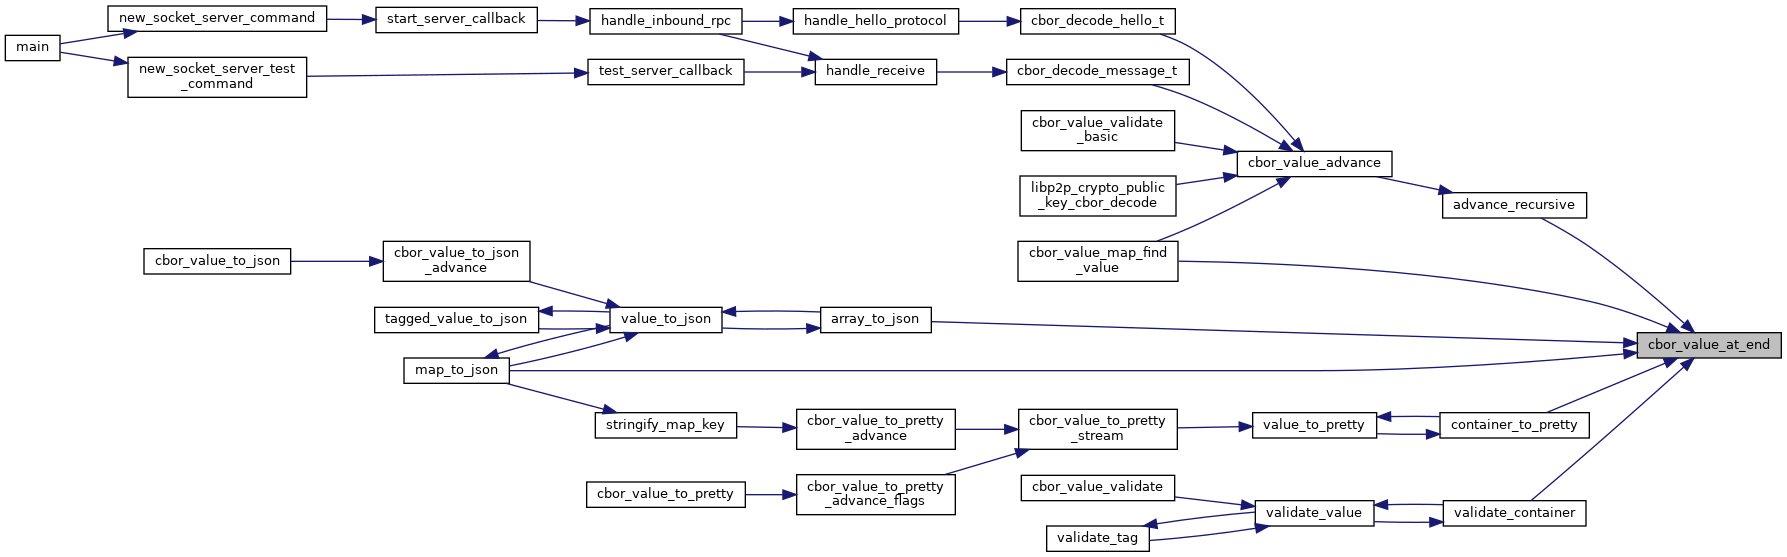 main
new_socket_server_command
new_socket_server_test
_command
start_server_callback
handle_inbound_rpc
test_server_callback
handle_hello_protocol
handle_receive
cbor_decode_hello_t
cbor_decode_message_t
cbor_value_validate
_basic
libp2p_crypto_public
_key_cbor_decode
cbor_value_map_find
_value
cbor_value_advance
advance_recursive
cbor_value_at_end
cbor_value_to_json
cbor_value_to_json
_advance
tagged_value_to_json
map_to_json
value_to_json
array_to_json
stringify_map_key
cbor_value_to_pretty
_advance
cbor_value_to_pretty
_stream
value_to_pretty
container_to_pretty
cbor_value_to_pretty
cbor_value_to_pretty
_advance_flags
cbor_value_validate
validate_tag
validate_value
validate_container